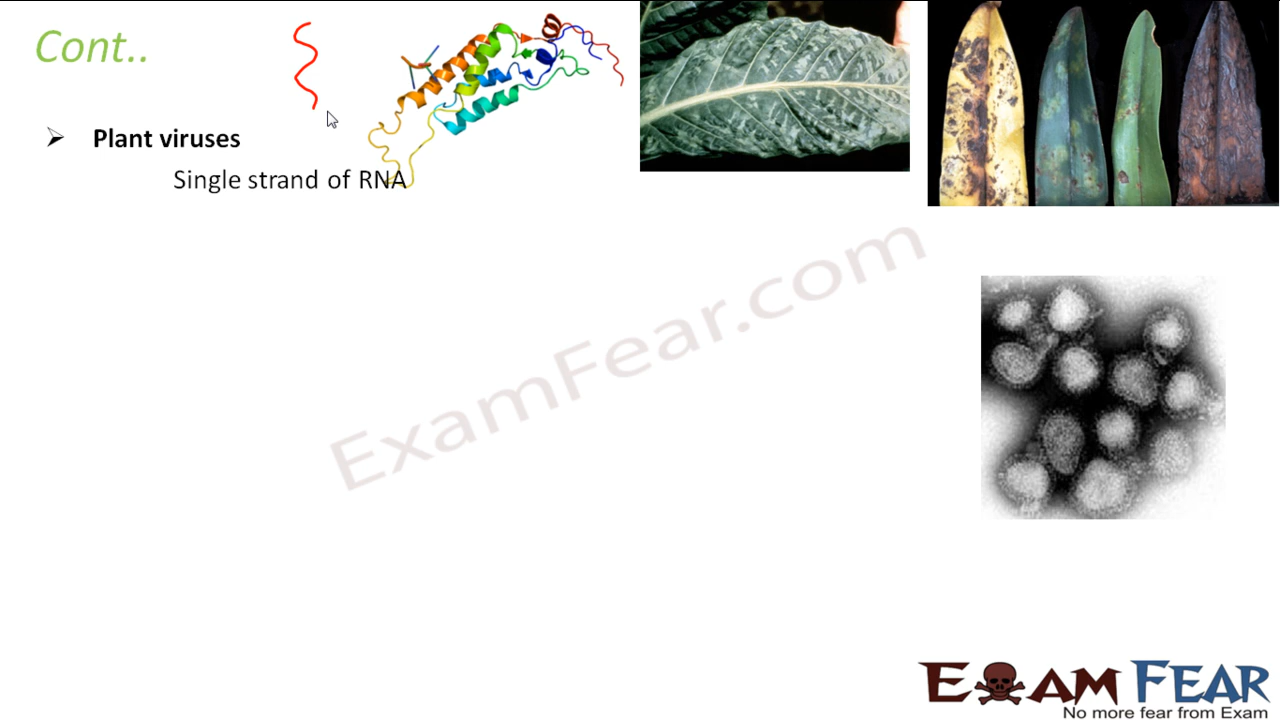 Cont..
Plant viruses
Single strand of RNA
ExamFear.com
EXAM FEAR
No more fear from Exam